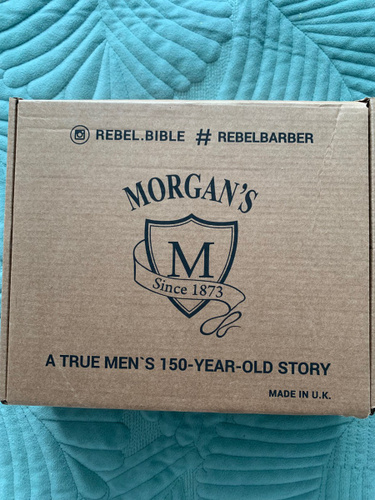 REBEL.BIBLE # REBELBARBER
MORGAN'S
M
Since 1873
A TRUE MEN`S 150-YEAR-OLD STORY
MADE IN U.K.